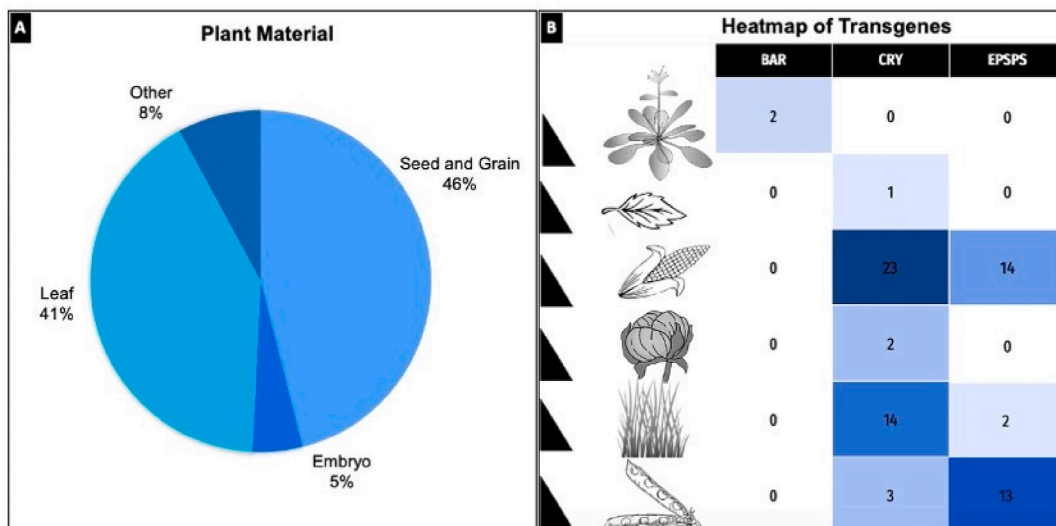 A
Plant Material
Other
8%
Seed and Grain
46%
Leaf
41%
Embryo
5%
B
Heatmap of Transgenes
BAR CRY EPSPS
2 0 0
0 1 0
0 23 14
0 2 0
0 14 2
0 3 13